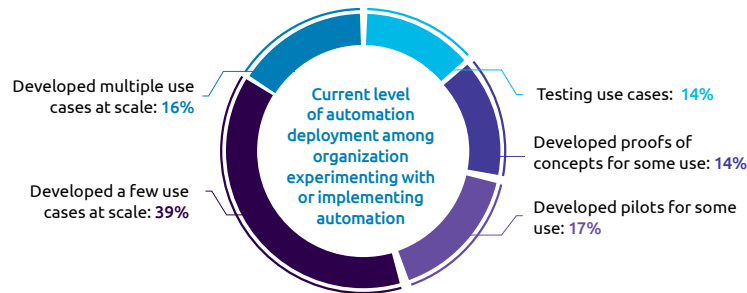 Developed multiple use
cases at scale: 16%
Developed a few use
cases at scale: 39%
Current level
of automation
deployment among
organization
experimenting with
or implementing
automation
Testing use cases: 14%
Developed proofs of
concepts for some use: 14%
Developed pilots for some
use: 17%